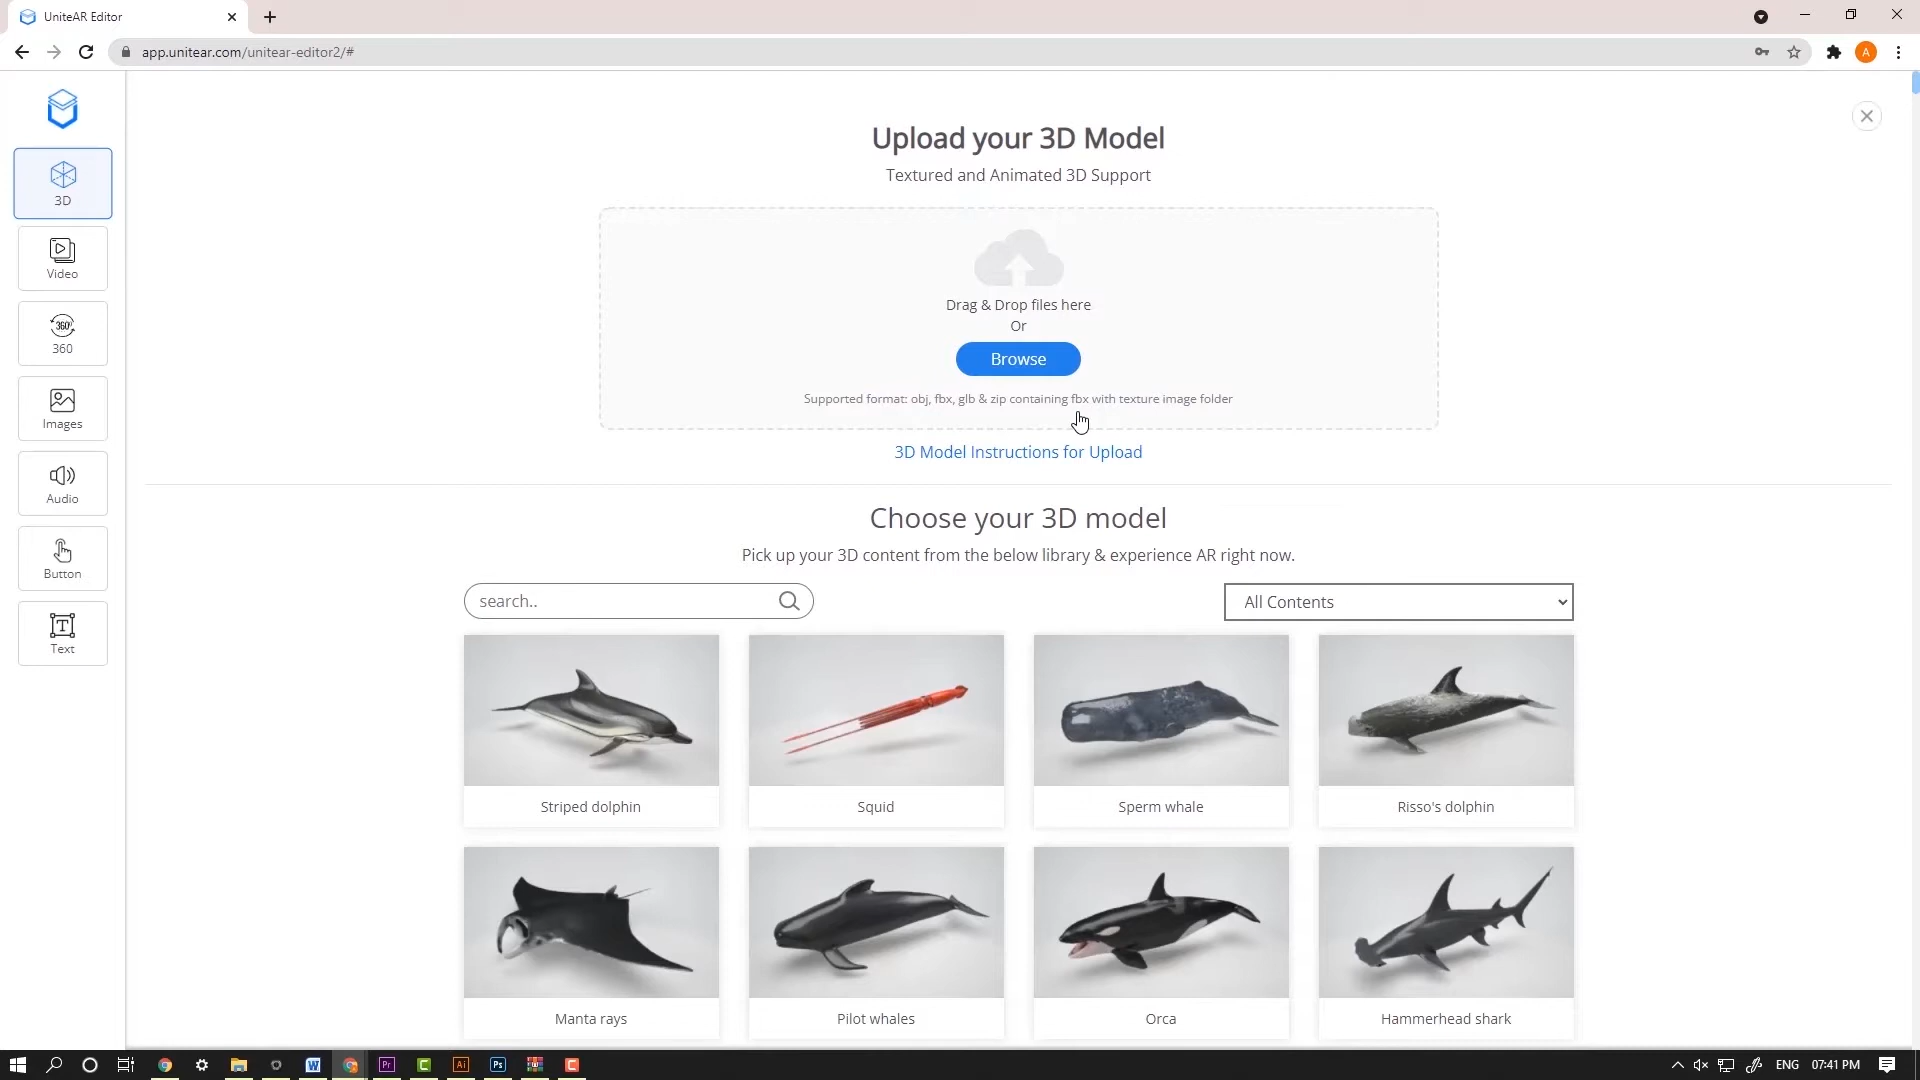 UniteAR Editor
app.unitear.com/unitear-editor2/#
A
3D
Video
360°
360
Images
Audio
Button
T
Text
Upload your 3D Model
Textured and Animated 3D Support
Drag & Drop files here
Or
Browse
Supported format: obj, fbx, glb & zip containing fbx with texture image folder
3D Model Instructions for Upload
Choose your 3D model
Pick up your 3D content from the below library & experience AR right now.
search..
All Contents
Striped dolphin
Squid
Sperm whale
Risso's dolphin
Manta rays
Pilot whales
Orca
Hammerhead shark
W
Pr
C
Ai
Ps
C
ENG
07:41 PM